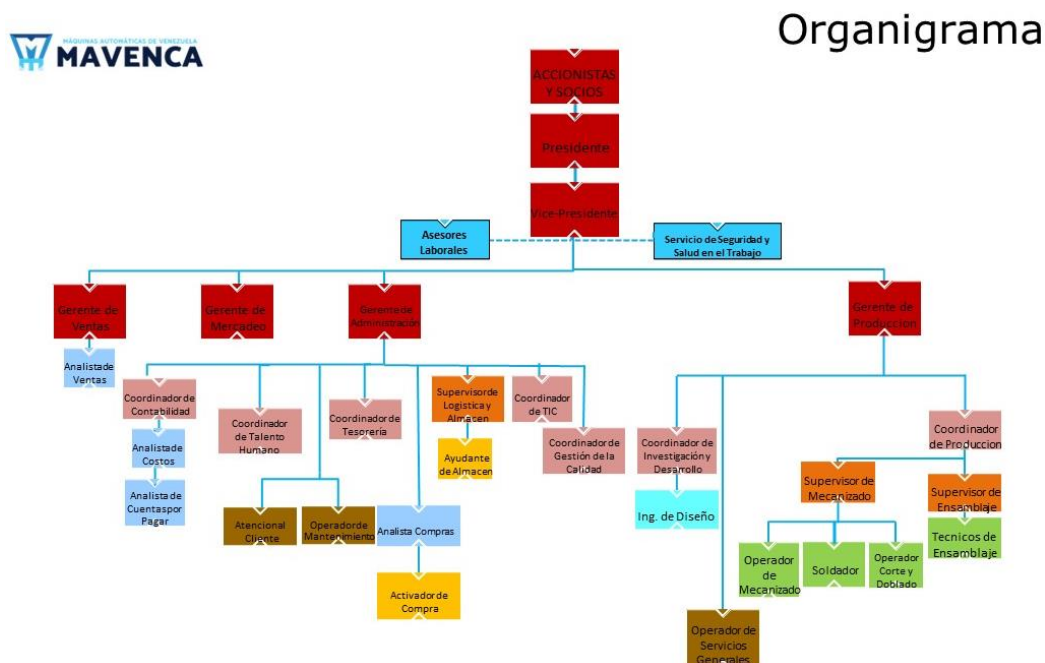 Organigrama
MÁQUINAS AUTOMÁTICAS DE VENEZUELA
MAVENCA
ACCIONISTAS
Y SOCIOS
Presidente
Vice-Presidente
Asesores
Laborales
Servicio de Seguridad y
Salud en el Trabajo
Gerente de
Ventas
Gerente de
Mercadeo
Gerente de
Administración
Gerente de
Produccion
Analista de
Ventas
Coordinador de
Contabilidad
Coordinador
de Talento
Humano
Coordinador de
Tesorería
Supervisor de
Logistica y
Almacen
Coordinador
de TIC
Coordinador de
Gestión de la
Calidad
Coordinador de
Investigación y
Desarrollo
Coordinador
de Produccion
Analista de
Costos
Ayudante
de Almacen
Analista de
Cuentas por
Pagar
Atencion al
Cliente
Operador de
Mantenimiento
Analista Compras
Activador de
Compra
Ing. de Diseño
Supervisor de
Mecanizado
Supervisor de
Ensamblaje
Operador
de
Mecanizado
Soldador
Operador
Corte y
Doblado
Tecnicos de
Ensamblaje
Operador de
Servicios
Generales